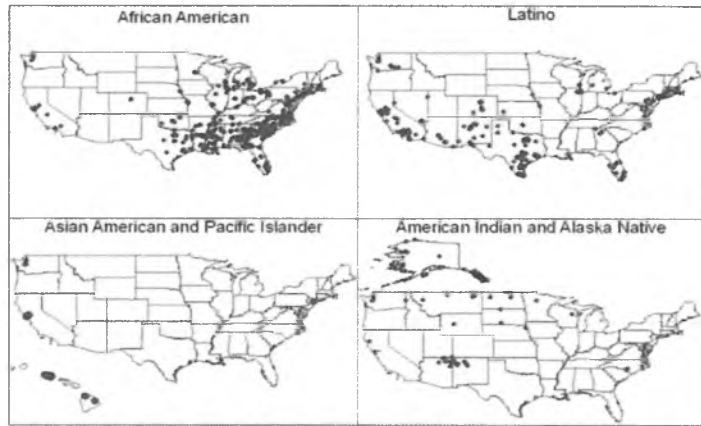 African American
Latino
Asian American and Pacific Islander
American Indian and Alaska Native